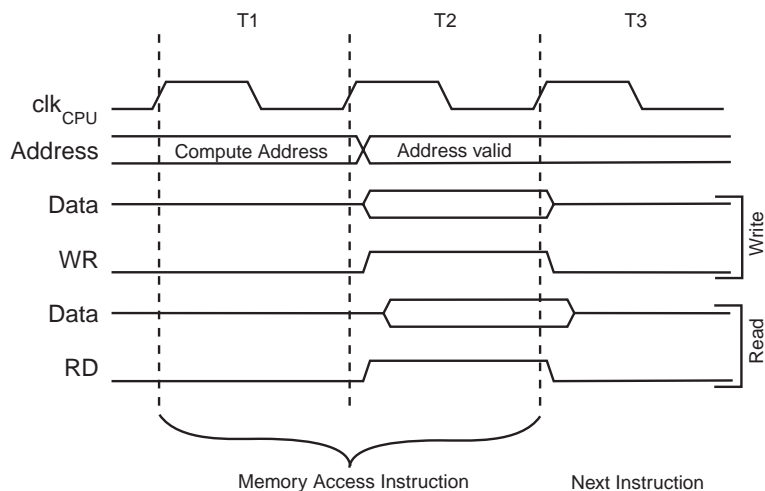 T1 T2 T3
clkCPU
Address Compute Address Address valid
Data
WR
Write
Data
RD
Read
Memory Access Instruction Next Instruction